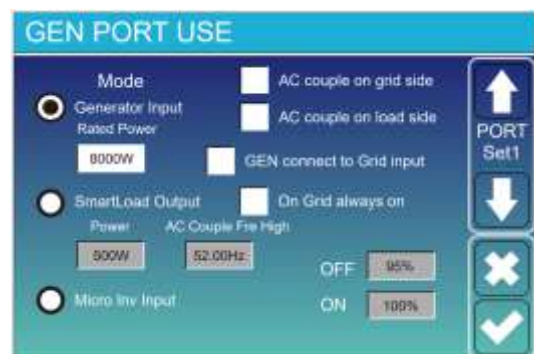 GEN PORT USE
Mode
AC couple on grid side
Generator Input
AC couple on load side
Rated Power
PORT
Set1
8000W
GEN connect to Grid input
SmartLoad Output
On Grid always on
Power
AC Couple Fre High
500W
52.00Hz
OFF
95%
Micro Inv Input
ON
100%